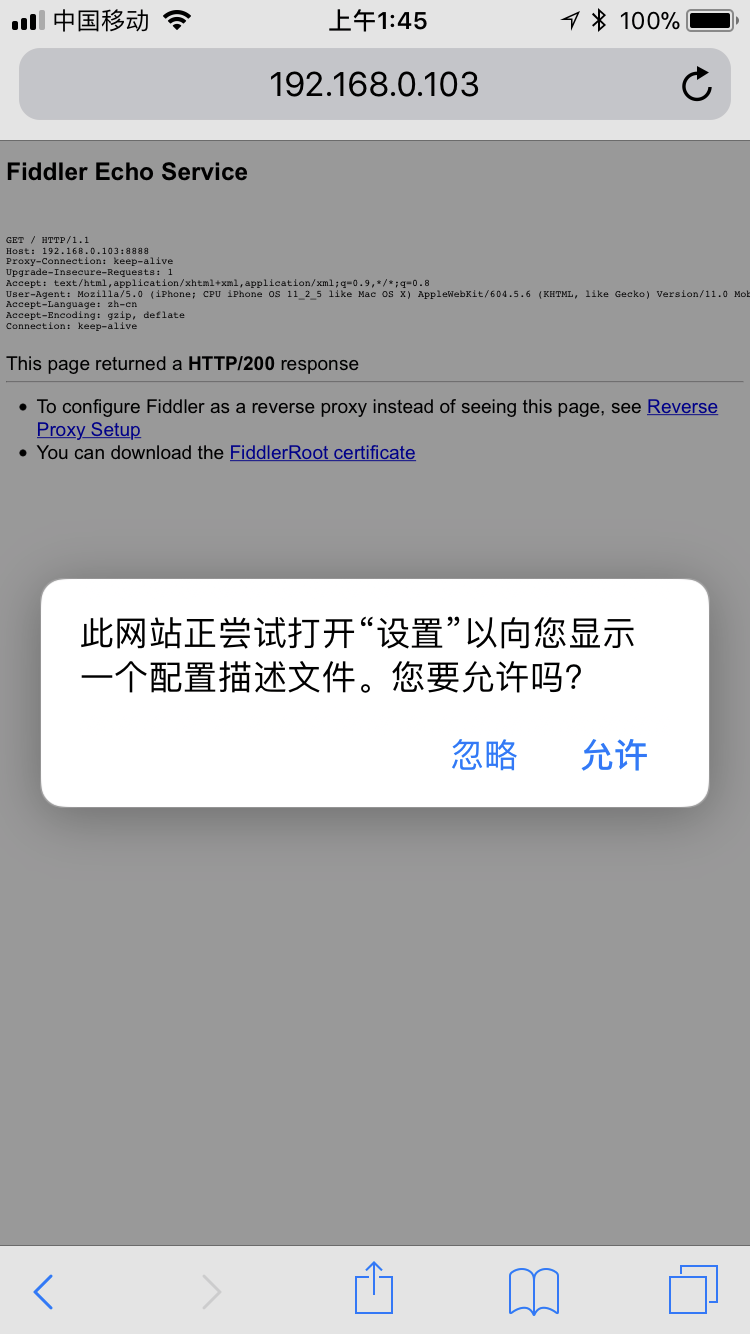 中国移动 上午1:45 100%
192.168.0.103
Fiddler Echo Service
GET / HTTP/1.1
Host: 192.168.0.103:8888
Proxy-Connection: keep-alive
Upgrade-Insecure-Requests: 1
Accept: text/html,application/xhtml+xml,application/xml;q=0.9,*/*;q=0.8
User-Agent: Mozilla/5.0 (iPhone; CPU iPhone OS 11_2_5 like Mac OS X) AppleWebKit/604.5.6 (KHTML, like Gecko) Version/11.0 Mob
Accept-Language: zh-cn
Accept-Encoding: gzip, deflate
Connection: keep-alive
This page returned a HTTP/200 response
• To configure Fiddler as a reverse proxy instead of seeing this page, see Reverse
Proxy Setup
• You can download the FiddlerRoot certificate
此网站正尝试打开“设置”以向您显示
一个配置描述文件。您要允许吗?
忽略 允许